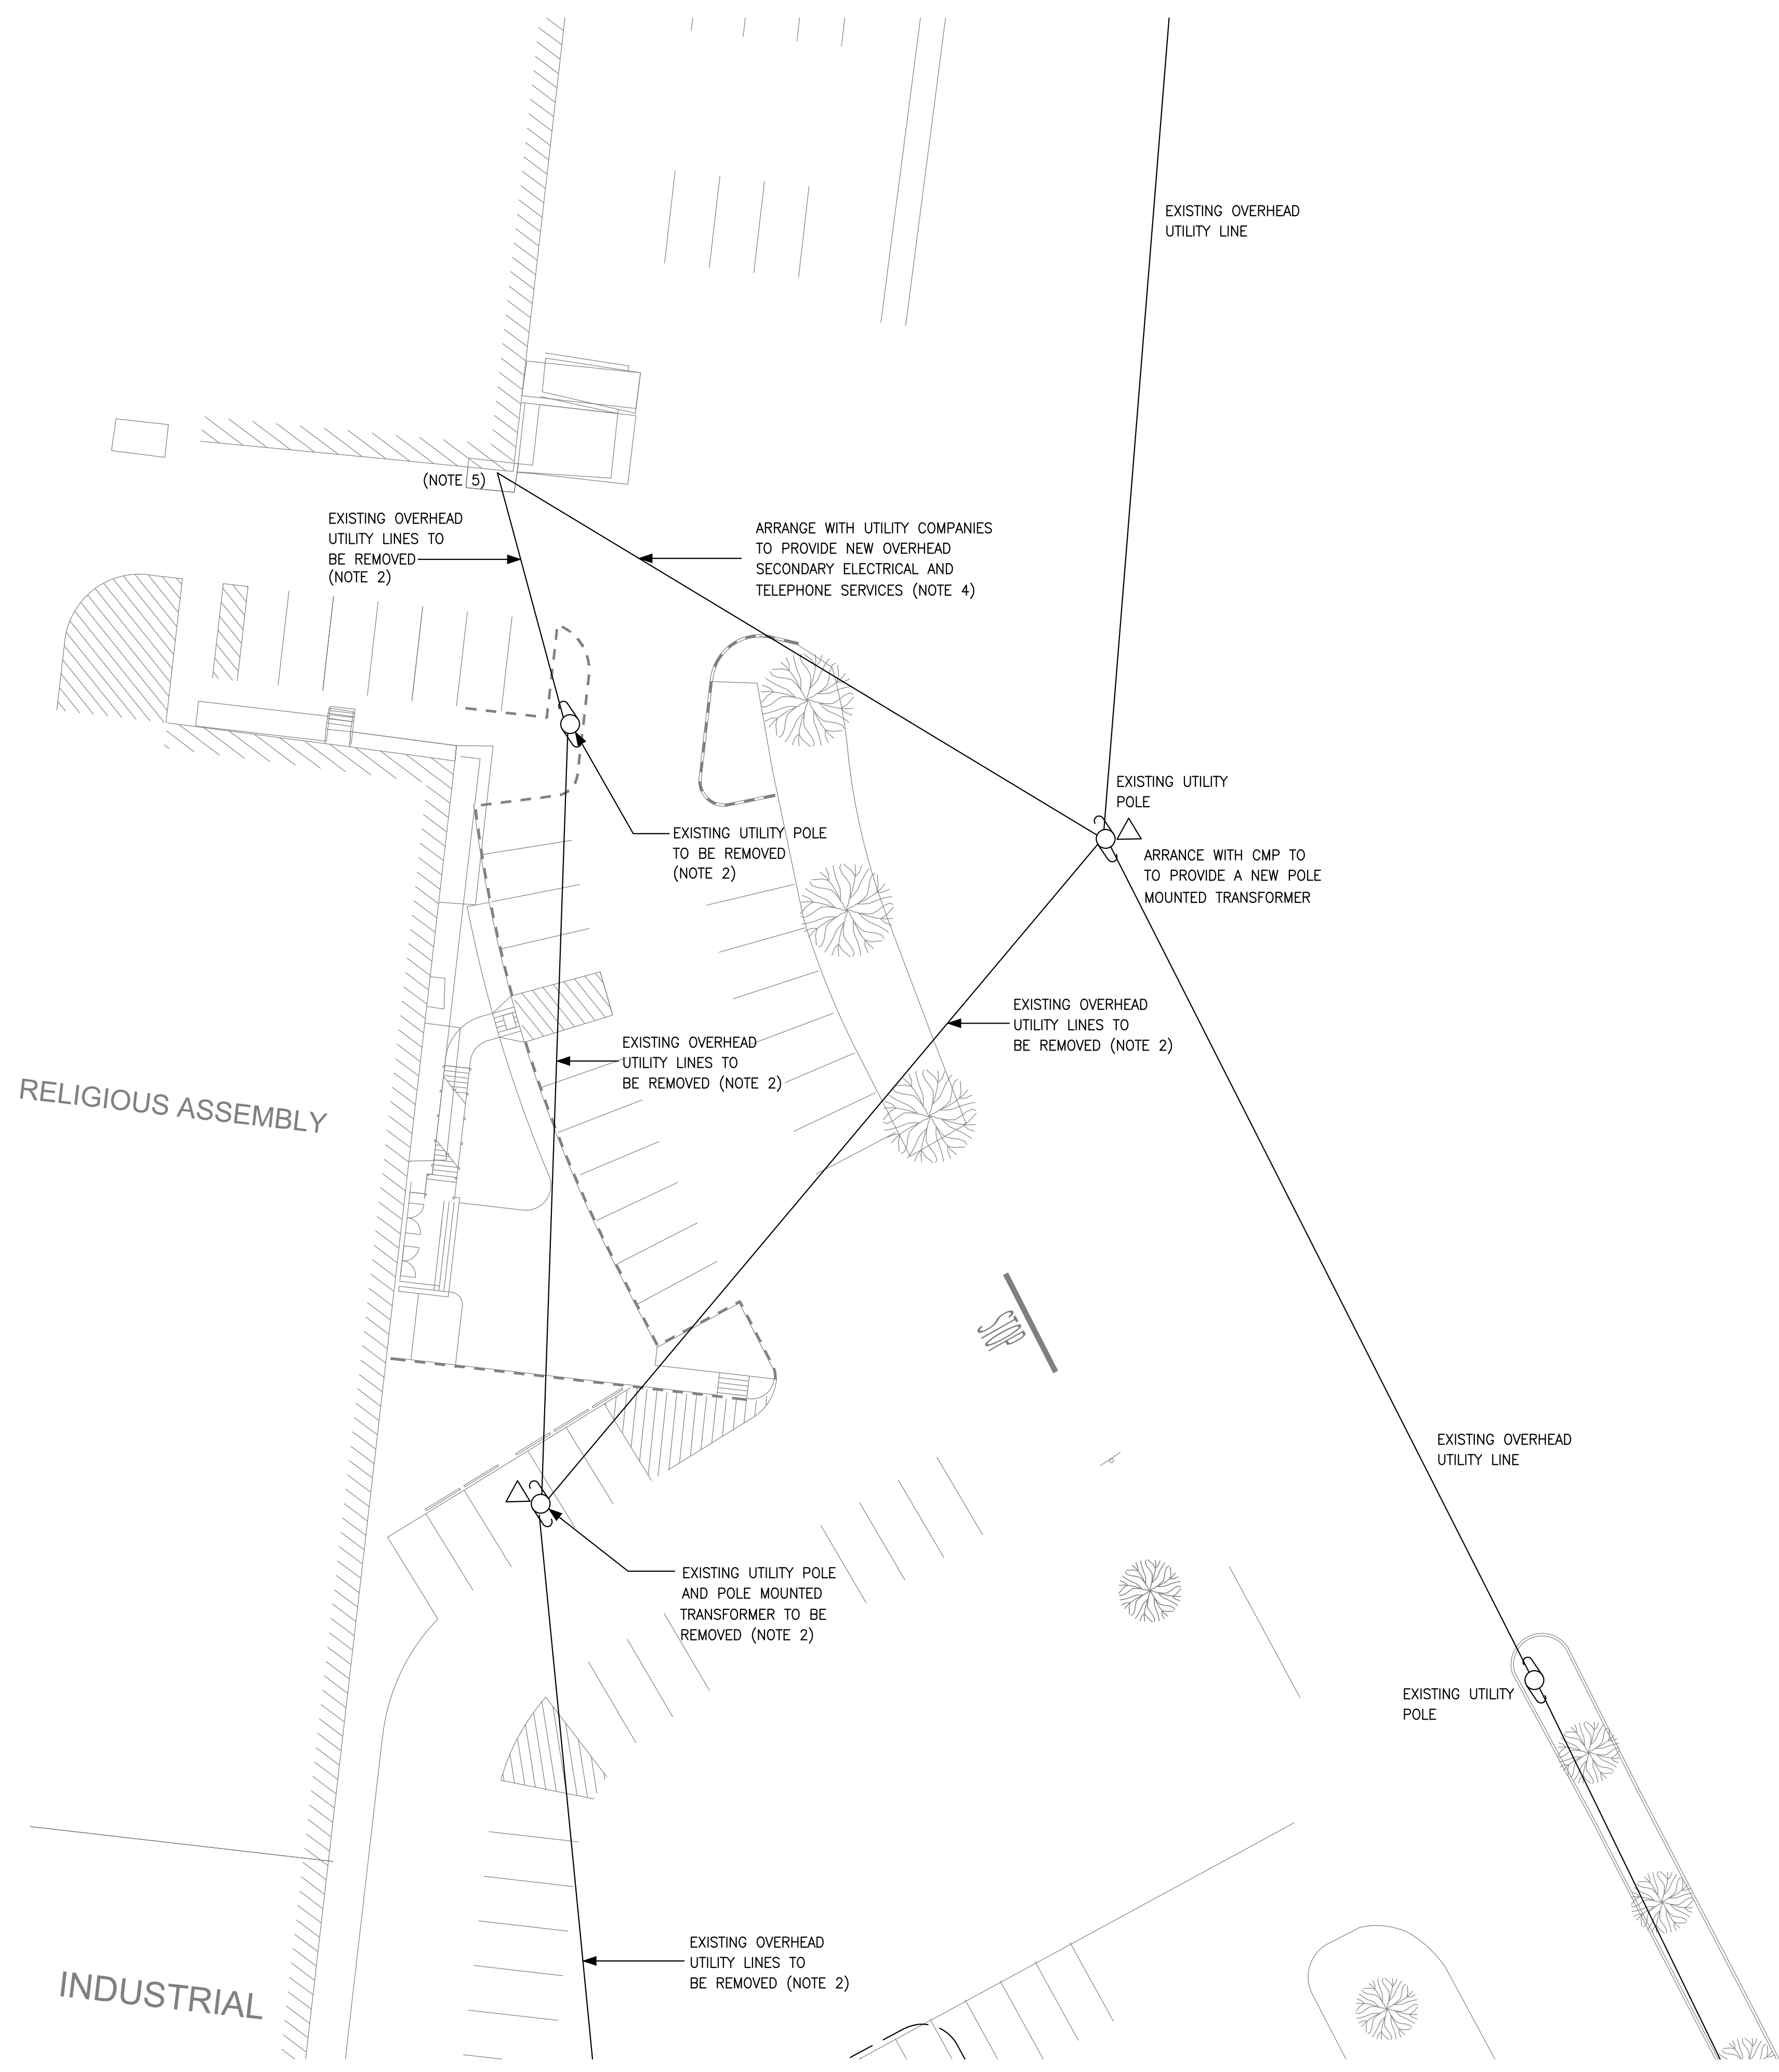 EXISTING OVERHEAD
UTILITY LINE
(NOTE 5)
EXISTING OVERHEAD
UTILITY LINES TO
BE REMOVED
(NOTE 2)
ARRANGE WITH UTILITY COMPANIES
TO PROVIDE NEW OVERHEAD
SECONDARY ELECTRICAL AND
TELEPHONE SERVICES (NOTE 4)
EXISTING UTILITY
POLE
EXISTING UTILITY POLE
TO BE REMOVED
(NOTE 2)
ARRANCE WITH CMP TO
TO PROVIDE A NEW POLE
MOUNTED TRANSFORMER
EXISTING OVERHEAD
UTILITY LINES TO
BE REMOVED (NOTE 2)
EXISTING OVERHEAD
UTILITY LINES TO
BE REMOVED (NOTE 2)
RELIGIOUS ASSEMBLY
EXISTING OVERHEAD
UTILITY LINE
EXISTING UTILITY POLE
AND POLE MOUNTED
TRANSFORMER TO BE
REMOVED (NOTE 2)
EXISTING UTILITY
POLE
EXISTING OVERHEAD
UTILITY LINES TO
BE REMOVED (NOTE 2)
INDUSTRIAL